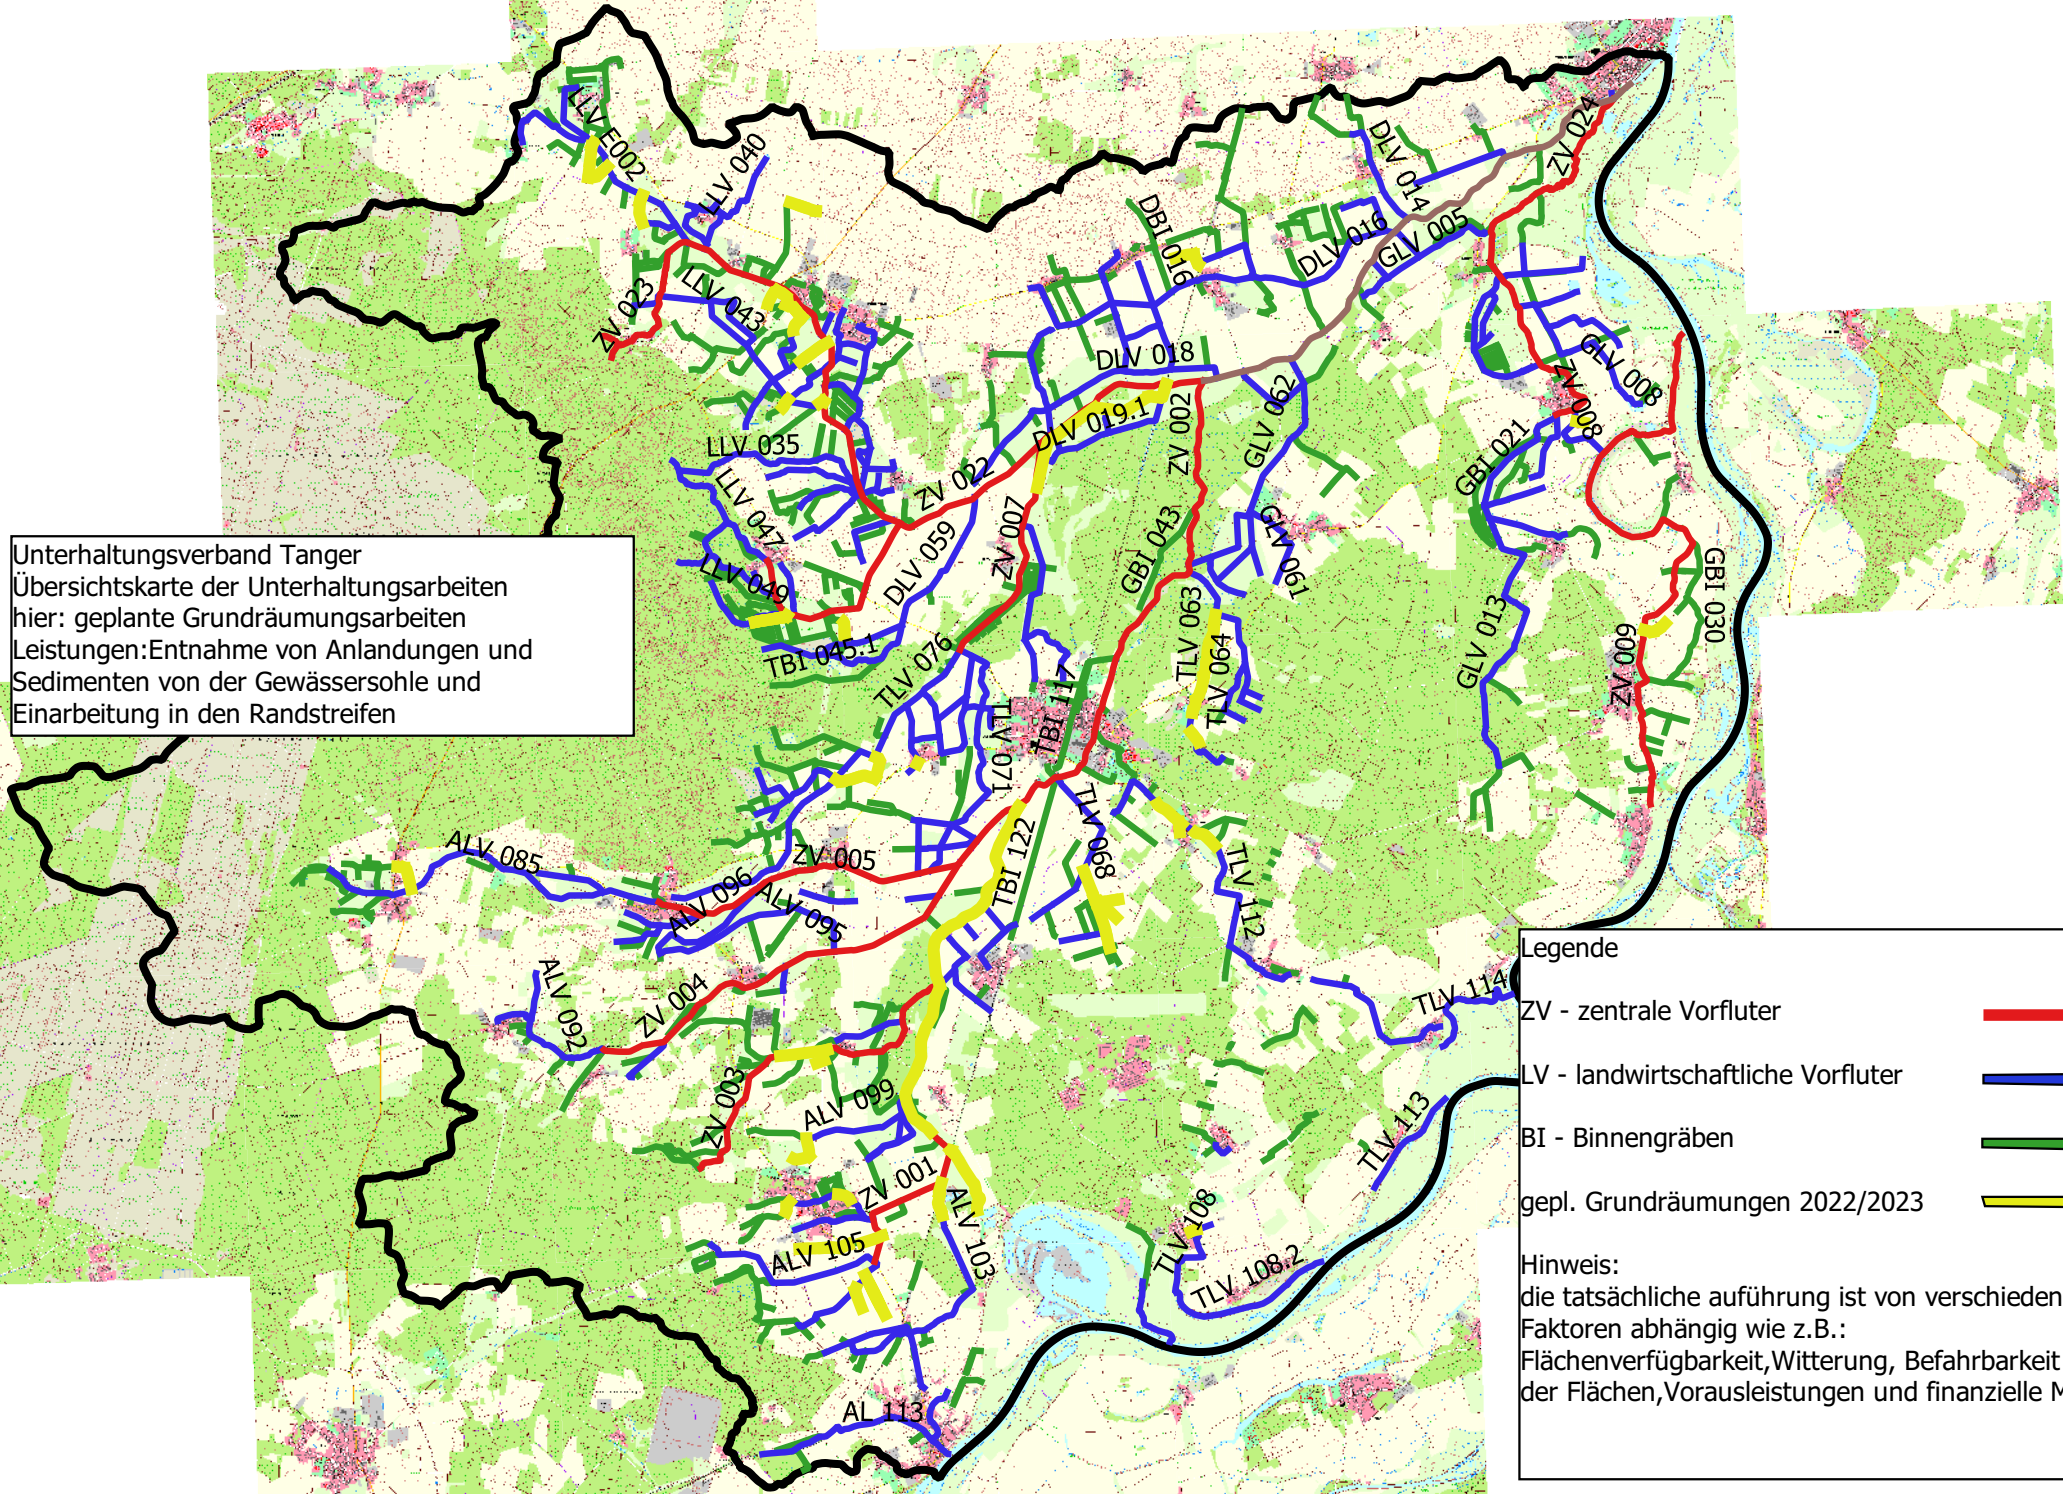 LLV E002
LLV 040
ZV 024
DLV 014
DBI 016
DLV 016
GLV 005
ZV 023
LLV 043
DLV 018
GLV 008
ZV 008
DLV 019.1
ZV 002
GLV 062
GBI 021
LLV 035
ZV 022
LLV 047
ZV 007
GBI 043
GLV 061
DLV 059
LLV 049
GBI 030
Unterhaltungsverband Tanger
Übersichtskarte der Unterhaltungsarbeiten
hier: geplante Grundräumungsarbeiten
Leistungen:Entnahme von Anlandungen und
Sedimenten von der Gewässersohle und
Einarbeitung in den Randstreifen
TBI 045.1
TLV 076
TLV 063
TLV 064
GLV 013
ZV 009
TBI 117
TLV 071
TLV 068
TBI 122
ALV 085
ZV 005
ALV 096
ALV 095
TLV 112
ALV 092
ZV 004
TLV 114
ZV 003
ALV 099
TLV 113
ZV 001
ALV 103
ALV 105
TLV 108
TLV 108.2
AL 113
Legende
ZV - zentrale Vorfluter
LV - landwirtschaftliche Vorfluter
BI - Binnengräben
gepl. Grundräumungen 2022/2023
Hinweis:
die tatsächliche auführung ist von verschieden
Faktoren abhängig wie z.B.:
Flächenverfügbarkeit,Witterung, Befahrbarkeit
der Flächen,Vorausleistungen und finanzielle M